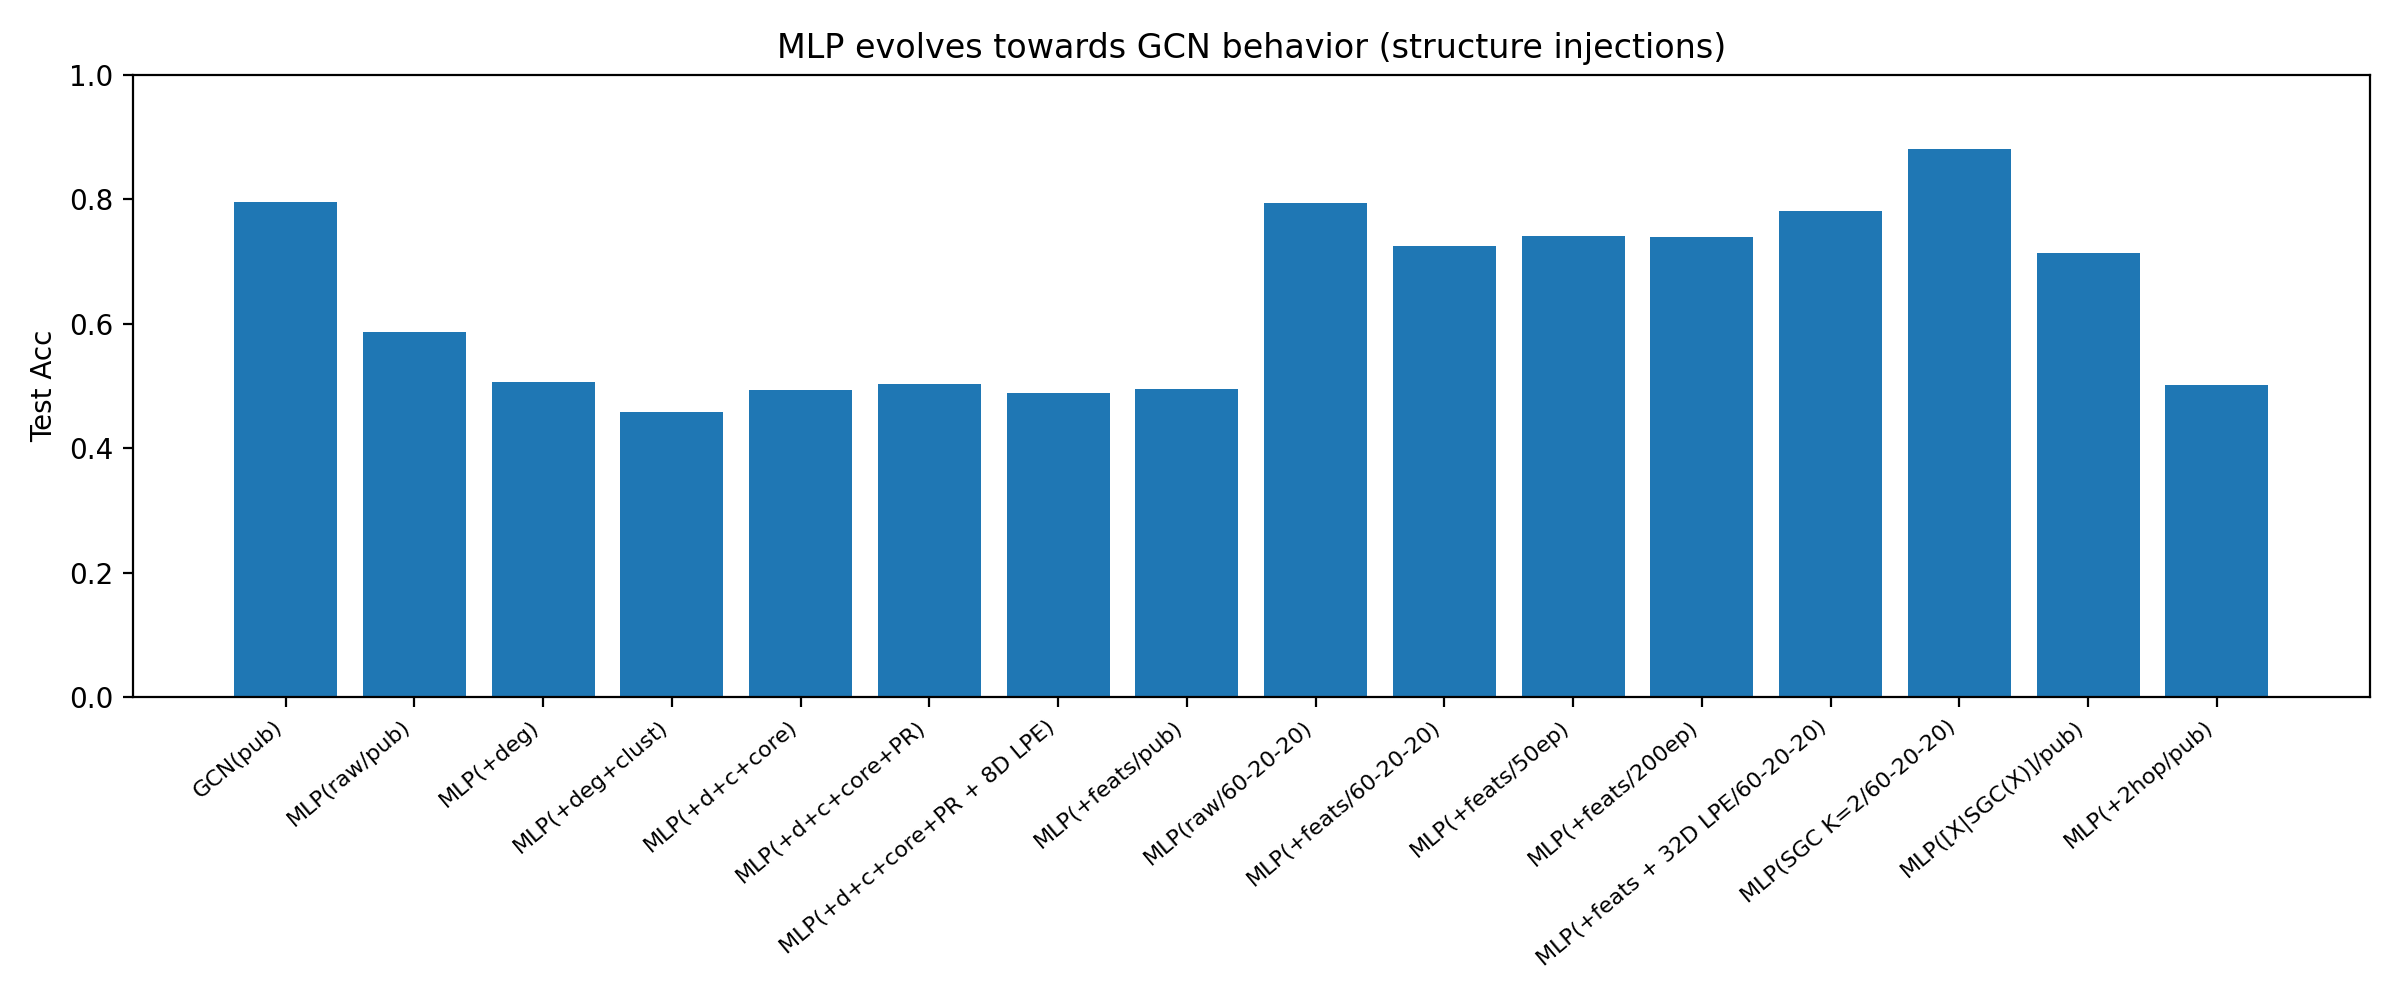 MLP evolves towards GCN behavior (structure injections)
Test Acc
1.0
0.8
0.6
0.4
0.2
0.0
GCN(pub)
MLP(raw/pub)
MLP(+deg)
MLP(+deg+clust)
MLP(+d+c+core)
MLP(+d+c+core+PR)
MLP(+d+c+core+PR + 8D LPE)
MLP(+feats/pub)
MLP(raw/60-20-20)
MLP(+feats/60-20-20)
MLP(+feats/50ep)
MLP(+feats/200ep)
MLP(+feats + 32D LPE/60-20-20)
MLP(SGC K=2/60-20-20)
MLP([X|SGC(X)]/pub)
MLP(+2hop/pub)